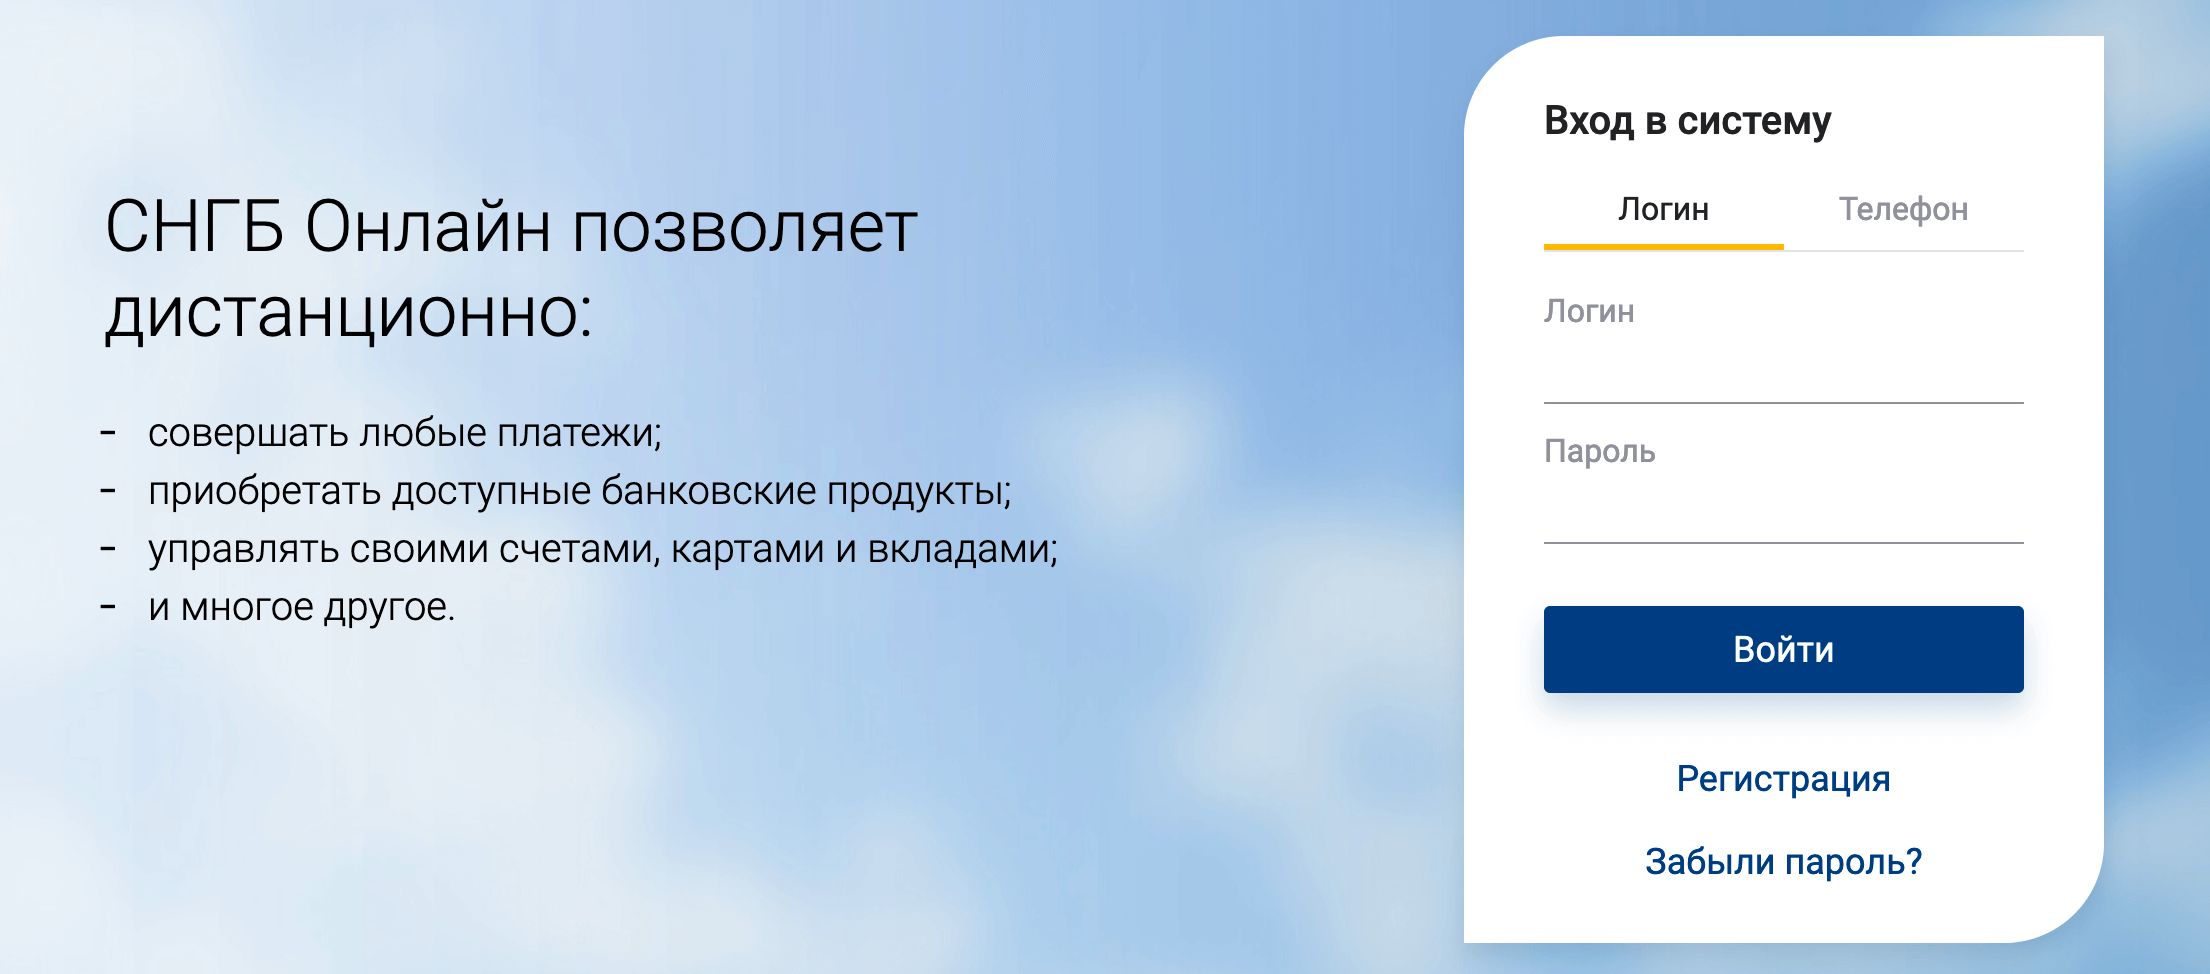 СНГБ Онлайн позволяет
дистанционно:
- совершать любые платежи;
- приобретать доступные банковские продукты;
- управлять своими счетами, картами и вкладами;
- и многое другое.
Вход в систему
Логин Телефон
Логин
Пароль
Войти
Регистрация
Забыли пароль?